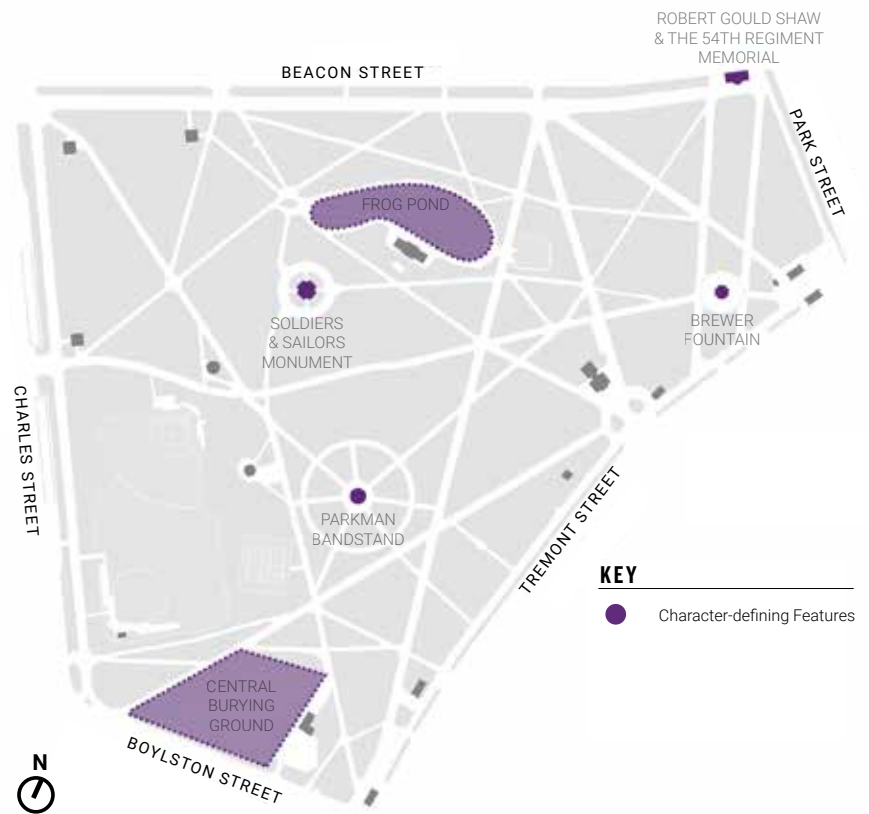 ROBERT GOULD SHAW
& THE 54TH REGIMENT
MEMORIAL
BEACON STREET
PARK STREET
FROG POND
SOLDIERS
& SAILORS
MONUMENT
BREWER
FOUNTAIN
CHARLES STREET
PARKMAN
BANDSTAND
TREMONT STREET
KEY
Character-defining Features
CENTRAL
BURYING
GROUND
BOYLSTON STREET
N